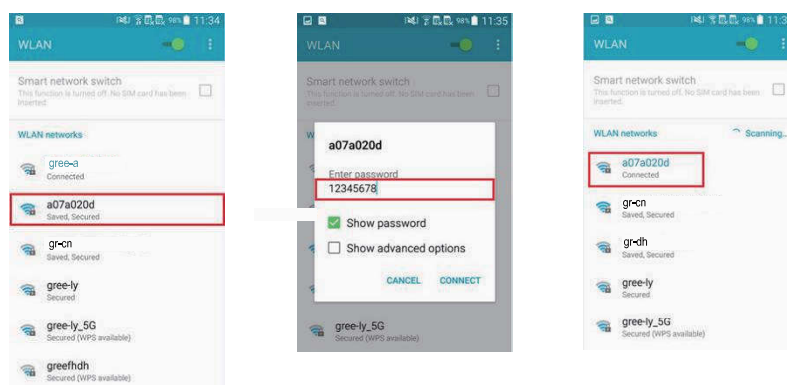 98% 11:34
WLAN
Smart network switch
This function is turned off. No SIM card has been
inserted.
WLAN networks
gree-a
Connected
a07a020d
Saved, Secured
gr-cn
Saved, Secured
gree-ly
Secured
gree-ly_5G
Secured (WPS available)
greefhdh
Secured (WPS available)
98% 11:35
WLAN
Smart network switch
This function is turned off. No SIM card has been
inserted.
W
a07a020d
Enter password
12345678
Show password
Show advanced options
CANCEL CONNECT
gree-ly_5G
Secured (WPS available)
98% 11:3
WLAN
Smart network switch
This function is turned off. No SIM card has been
inserted.
WLAN networks Scanning..
a07a020d
Connected
gr-cn
Saved, Secured
gr-dh
Saved, Secured
gree-ly
Secured
gree-ly_5G
Secured (WPS available)